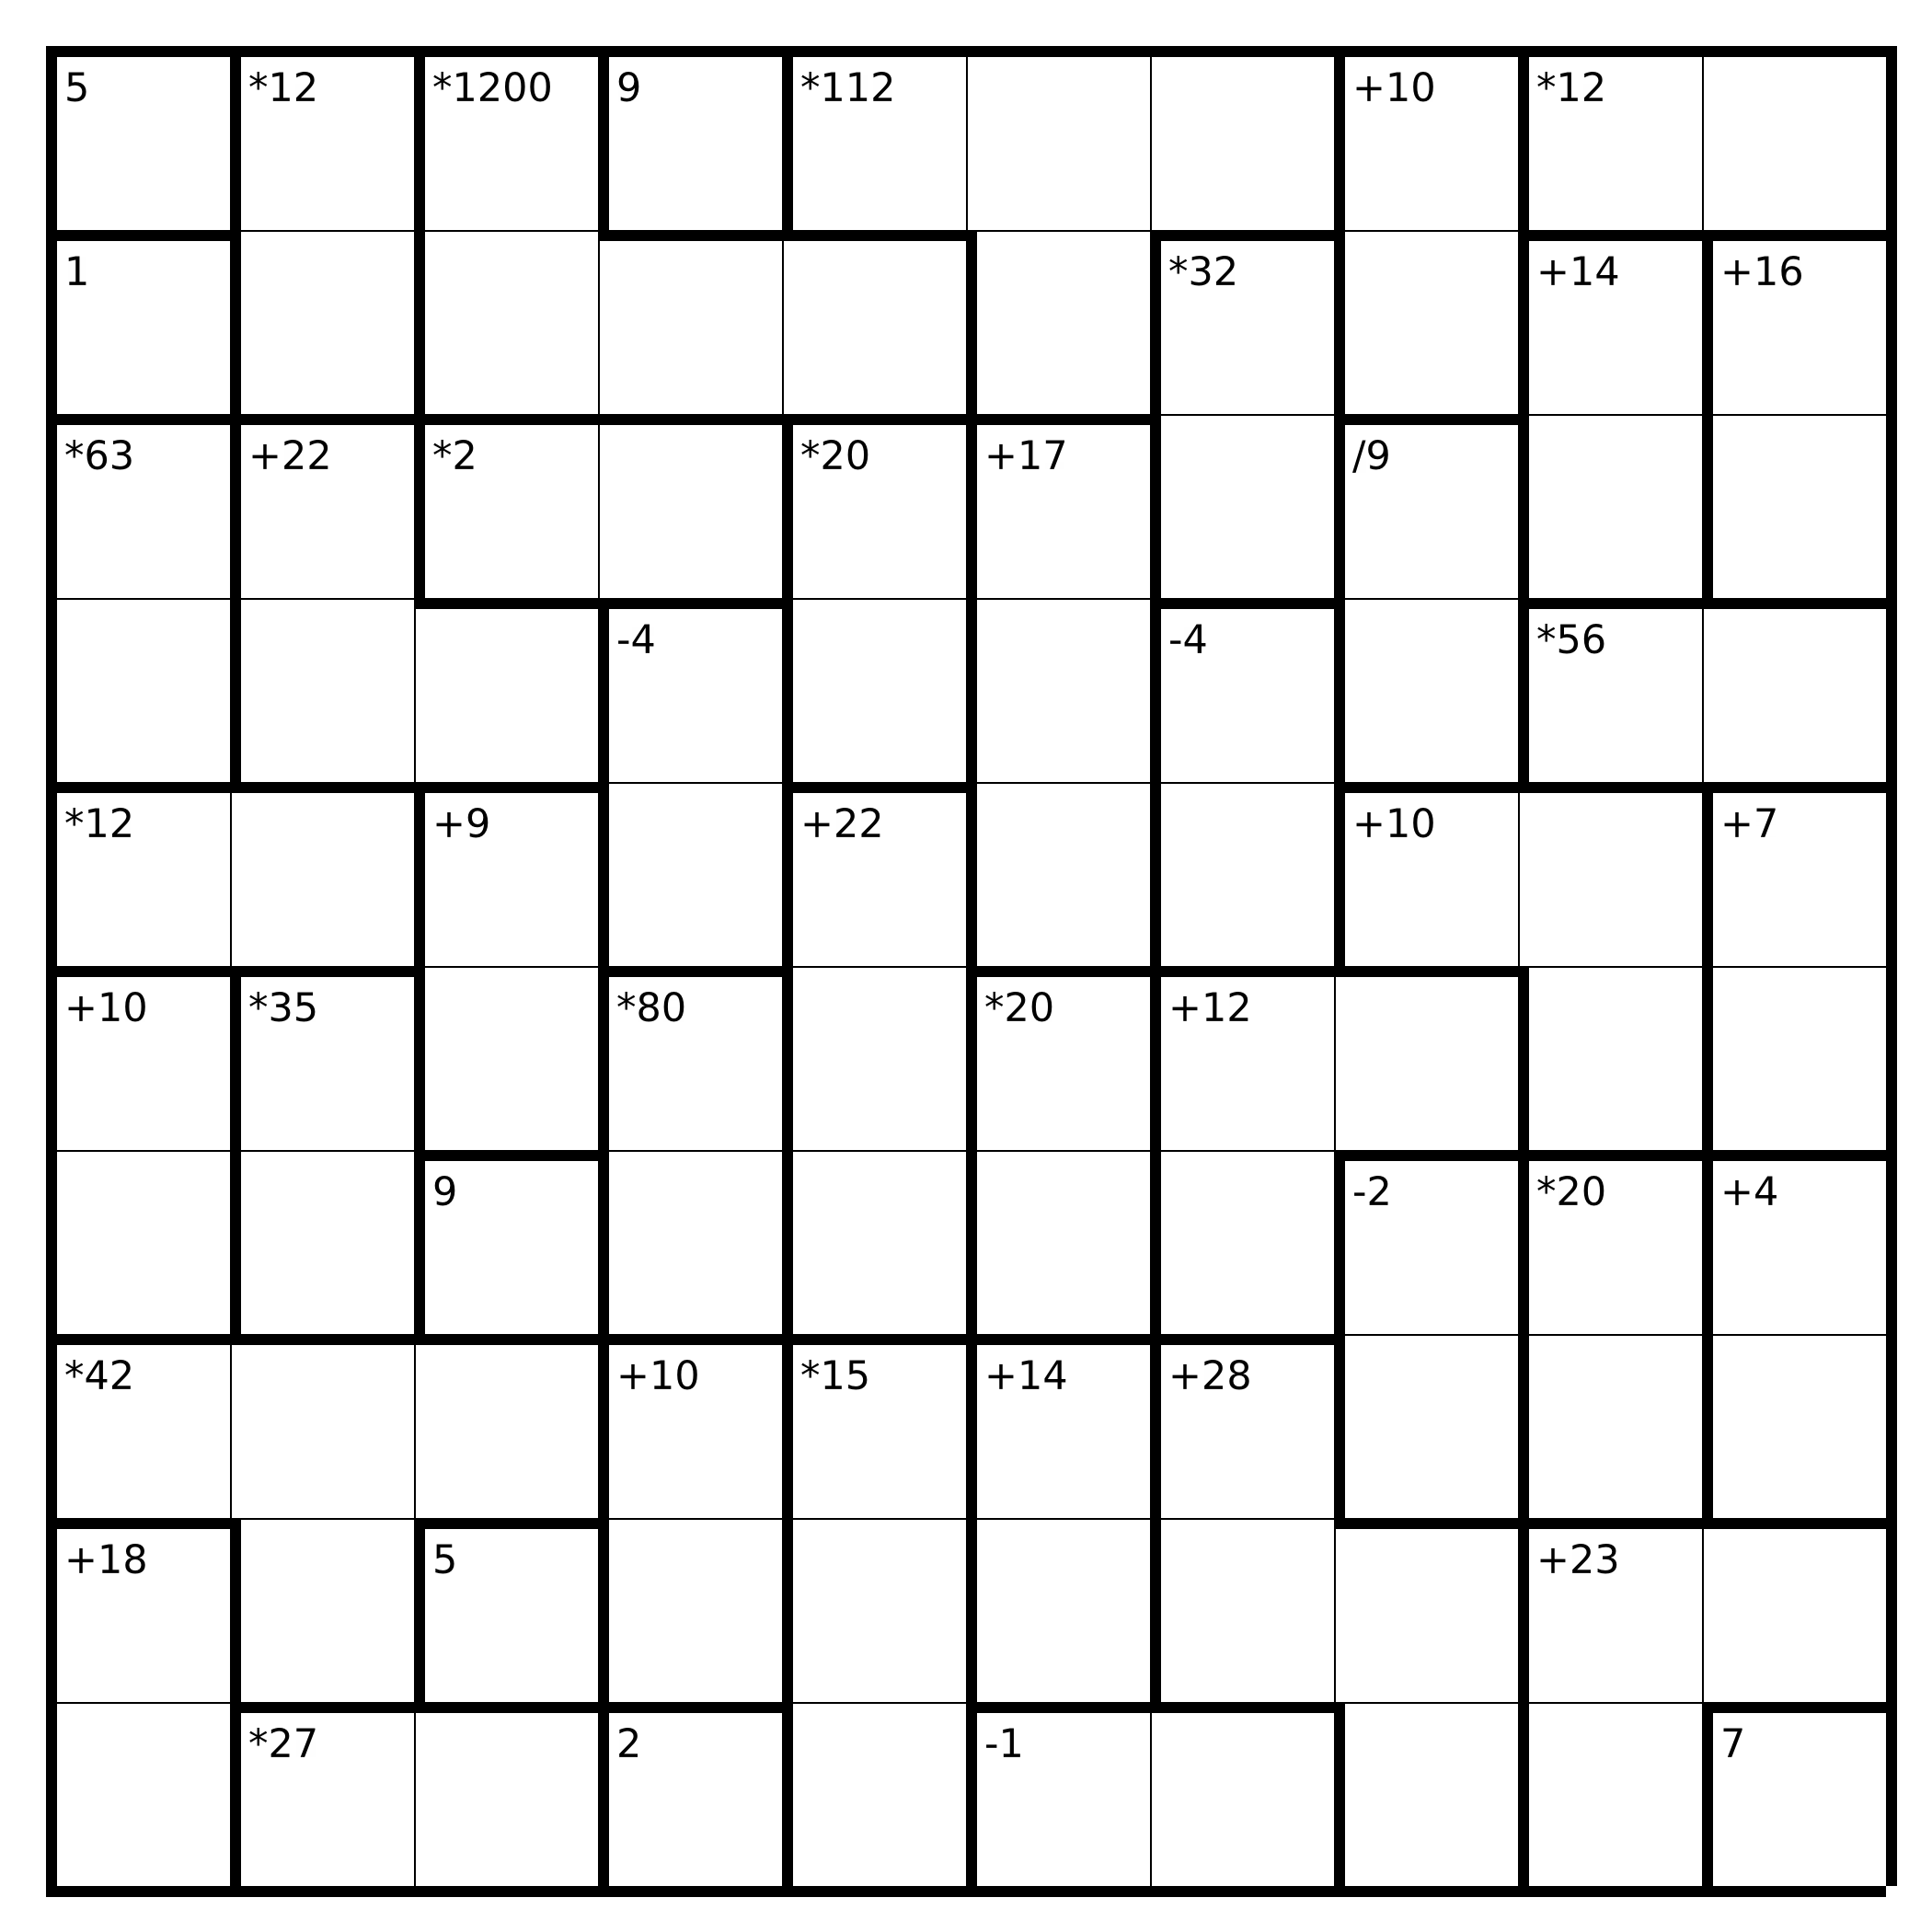 5 *12 *1200 9 *112 +10 *12
1 *32 +14 +16
*63 +22 *2 *20 +17 /9
-4 -4 *56
*12 +9 +22 +10 +7
+10 *35 *80 *20 +12
9 -2 *20 +4
*42 +10 *15 +14 +28
+18 5 +23
*27 2 -1 7